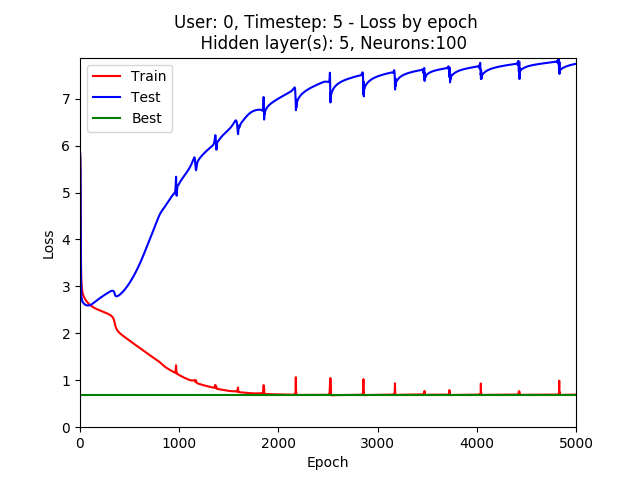 User: 0, Timestep: 5 - Loss by epoch
Hidden layer(s): 5, Neurons:100
Train
Test
Best
Loss
7
6
5
4
3
2
1
0
0 1000 2000 3000 4000 5000
Epoch